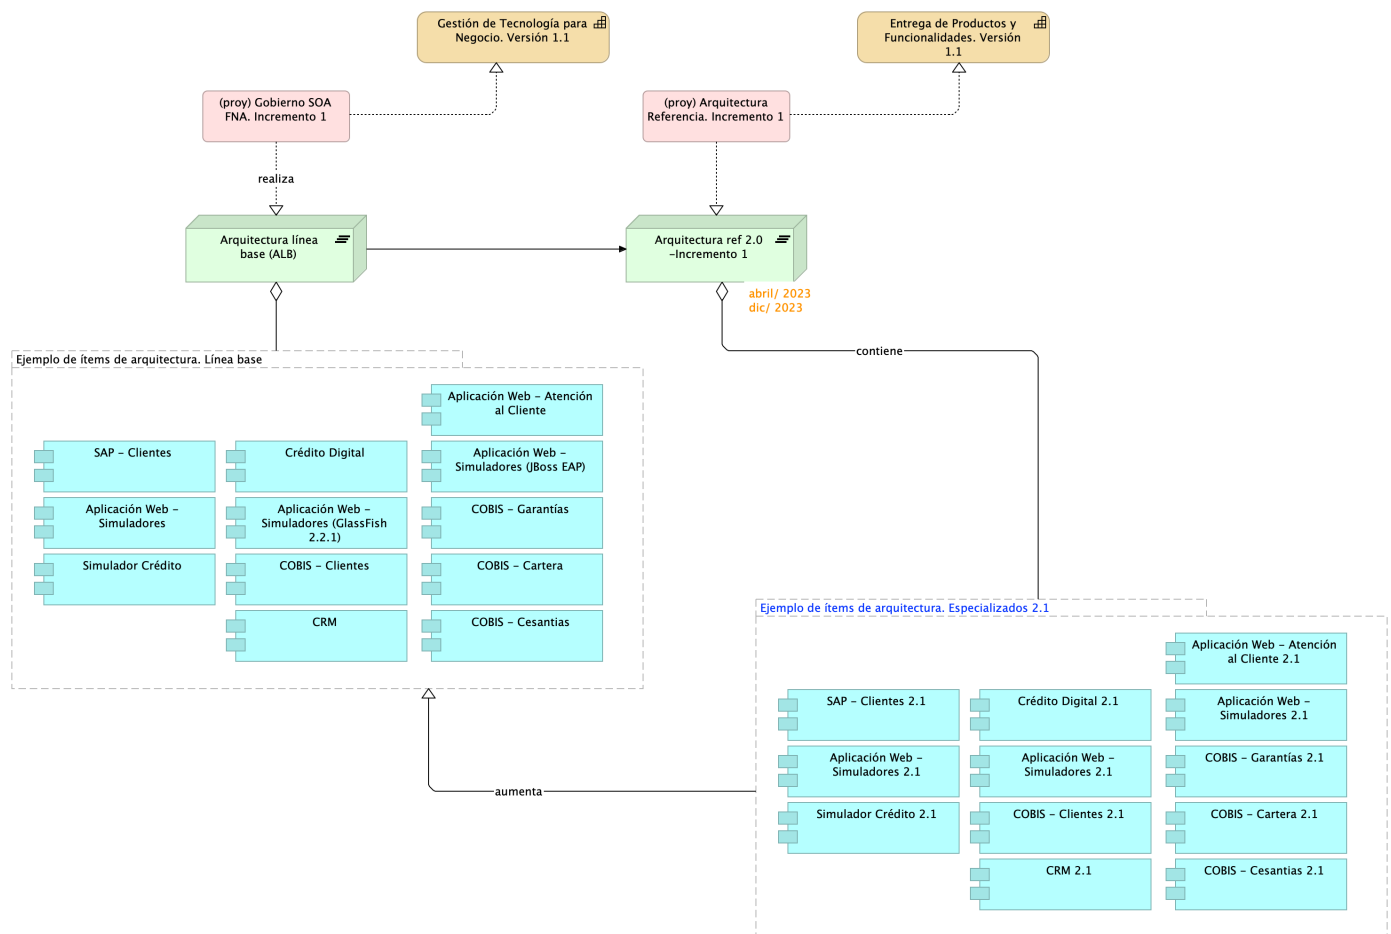 Gestión de Tecnología para
Negocio. Versión 1.1
Entrega de Productos y
Funcionalidades. Versión
1.1
(proy) Gobierno SOA
FNA. Incremento 1
(proy) Arquitectura
Referencia. Incremento 1
realiza
Arquitectura línea
base (ALB)
Arquitectura ref 2.0
-Incremento 1
abril/ 2023
dic/ 2023
contiene
Ejemplo de ítems de arquitectura. Línea base
Aplicación Web - Atención
al Cliente
SAP - Clientes
Crédito Digital
Aplicación Web -
Simuladores (JBoss EAP)
Aplicación Web -
Simuladores
Aplicación Web -
Simuladores (GlassFish
2.2.1)
COBIS - Garantías
Simulador Crédito
COBIS - Clientes
COBIS - Cartera
CRM
COBIS - Cesantias
Ejemplo de ítems de arquitectura. Especializados 2.1
Aplicación Web - Atención
al Cliente 2.1
SAP - Clientes 2.1
Crédito Digital 2.1
Aplicación Web -
Simuladores 2.1
Aplicación Web -
Simuladores 2.1
Aplicación Web -
Simuladores 2.1
COBIS - Garantías 2.1
aumenta
Simulador Crédito 2.1
COBIS - Clientes 2.1
COBIS - Cartera 2.1
CRM 2.1
COBIS - Cesantias 2.1